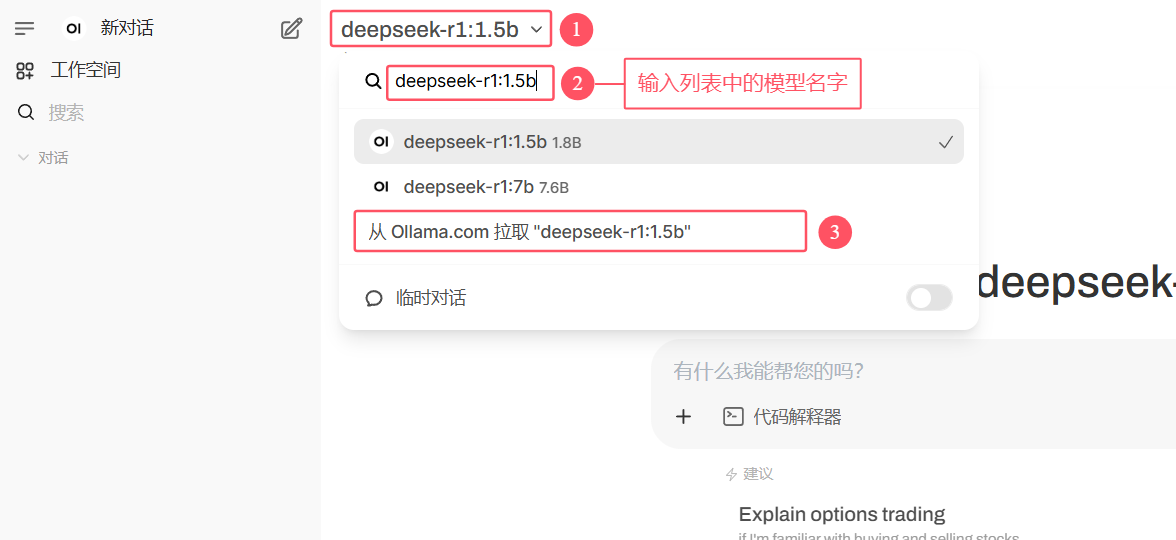 OI 新对话
工作空间
搜索
对话
deepseek-r1:1.5b
1
deepseek-r1:1.5b
2
输入列表中的模型名字
OI deepseek-r1:1.5b 1.8B
OI deepseek-r1:7b 7.6B
从 Ollama.com 拉取 "deepseek-r1:1.5b"
3
临时对话
deepseek-
有什么我能帮您的吗?
代码解释器
建议
Explain options trading
if I'm familiar with buying and selling stocks